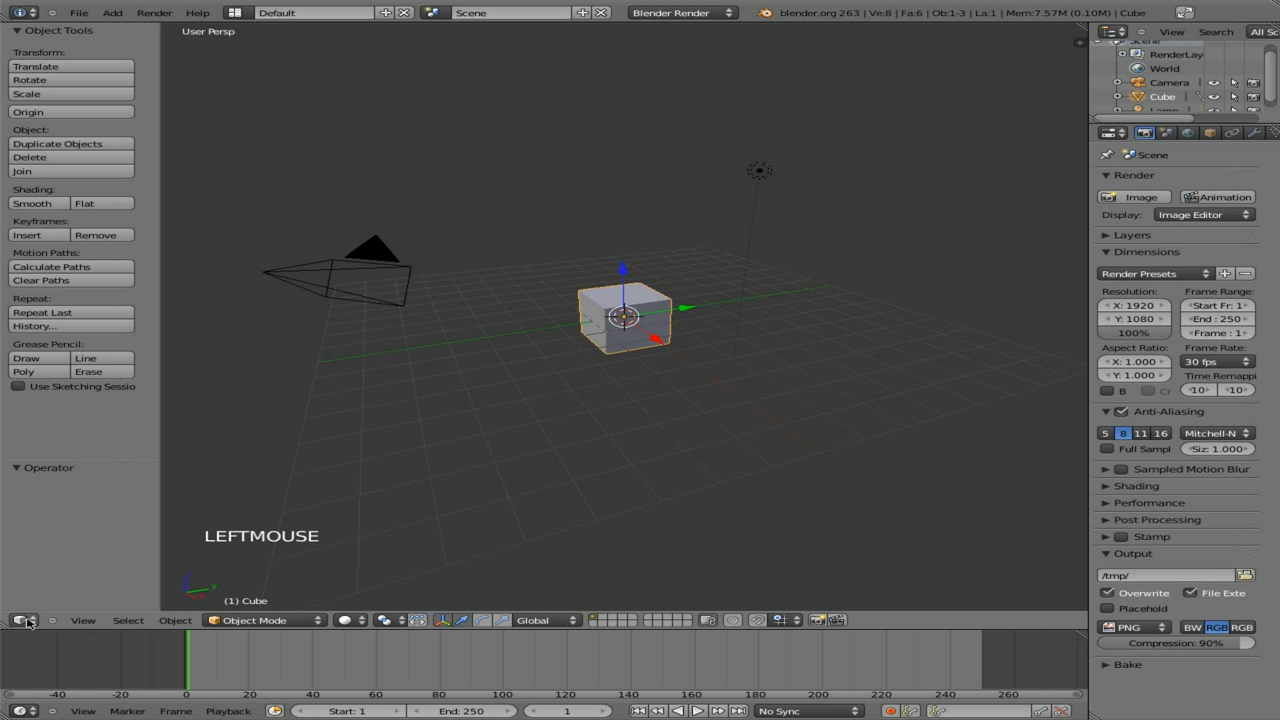 File Add Render Help Default Scene Blender Render blender.org 263 | Ve:8 | Fa:6 | Ob:1-3 | La:1 | Mem:7.57M (0.10M) | Cube
Object Tools
User Persp
View Search All Sc
Transform:
Translate
Rotate
Scale
Origin
Object:
Duplicate Objects
Delete
Join
Shading:
Smooth Flat
Keyframes:
Insert Remove
Motion Paths:
Calculate Paths
Clear Paths
Repeat:
Repeat Last
History...
Grease Pencil:
Draw Line
Poly Erase
Use Sketching Sessio
Operator
LEFTMOUSE
(1) Cube
RenderLay
World
Camera
Cube
Scene
Render
Image Animation
Display: Image Editor
Layers
Dimensions
Render Presets
Resolution: Frame Range:
X: 1920 Start Fr: 1
Y: 1080 End : 250
100% Frame : 1
Aspect Ratio: Frame Rate:
X: 1.000 30 fps
Y: 1.000 Time Remappi
B Cr 10 10
Anti-Aliasing
5 8 11 16 Mitchell-N
Full Sampl Siz: 1.000
Sampled Motion Blur
Shading
Performance
Post Processing
Stamp
Output
/tmp/
Overwrite File Exte
Placehold
PNG BW RGB RGB
Compression: 90%
Bake
View Select Object Object Mode Global
-40 -20 0 20 40 60 80 100 120 140 160 180 200 220 240 260
View Marker Frame Playback Start: 1 End: 250 1 No Sync